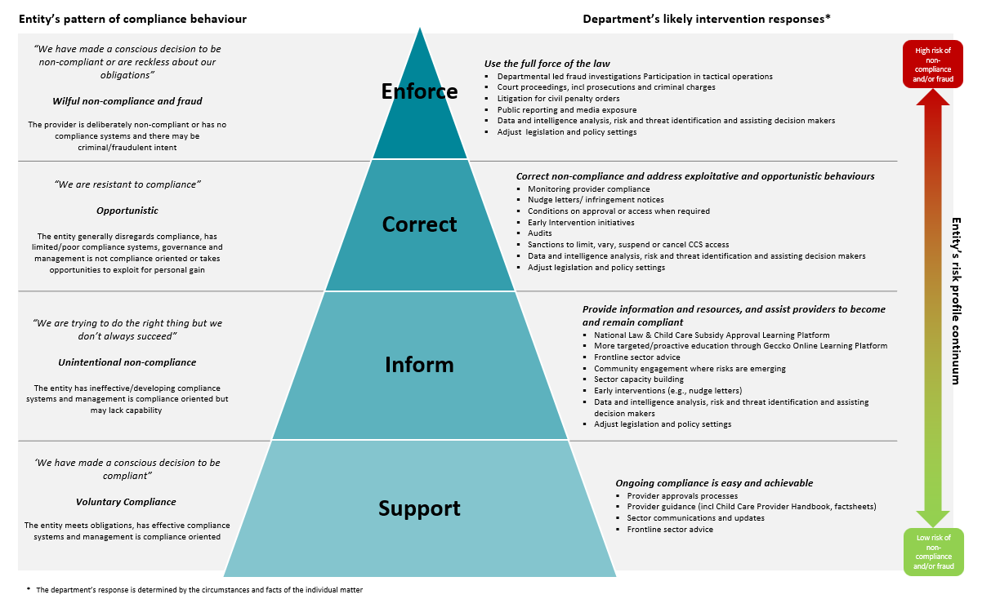 Entity's pattern of compliance behaviour
Department's likely intervention responses*
"We have made a conscious decision to be
non-compliant or are reckless about our
obligations"
Wilful non-compliance and fraud
The provider is deliberately non-compliant or has no
compliance systems and there may be
criminal/fraudulent intent
Enforce
Use the full force of the law
▪ Departmental led fraud investigations Participation in tactical operations
▪ Court proceedings, incl prosecutions and criminal charges
▪ Litigation for civil penalty orders
▪ Public reporting and media exposure
▪ Data and intelligence analysis, risk and threat identification and assisting decision makers
▪ Adjust  legislation and policy settings
"We are resistant to compliance"
Opportunistic
The entity generally disregards compliance, has
limited/poor compliance systems, governance and
management is not compliance oriented or takes
opportunities to exploit for personal gain
Correct
Correct non-compliance and address exploitative and opportunistic behaviours
▪ Monitoring provider compliance
▪ Nudge letters/ infringement notices
▪ Conditions on approval or access when required
▪ Early Intervention initiatives
▪ Audits
▪ Sanctions to limit, vary, suspend or cancel CCS access
▪ Data and intelligence analysis, risk and threat identification and assisting decision makers
▪ Adjust legislation and policy settings
"We are trying to do the right thing but we
don't always succeed"
Unintentional non-compliance
The entity has ineffective/developing compliance
systems and management is compliance oriented but
may lack capability
Inform
Provide information and resources, and assist providers to become
and remain compliant
▪ National Law & Child Care Subsidy Approval Learning Platform
▪ More targeted/proactive education through Geccko Online Learning Platform
▪ Frontline sector advice
▪ Community engagement where risks are emerging
▪ Sector capacity building
▪ Early interventions (e.g., nudge letters)
▪ Data and intelligence analysis, risk and threat identification and assisting
decision makers
▪ Adjust legislation and policy settings
'We have made a conscious decision to be
compliant"
Voluntary Compliance
The entity meets obligations, has effective compliance
systems and management is compliance oriented
Support
Ongoing compliance is easy and achievable
▪ Provider approvals processes
▪ Provider guidance (incl Child Care Provider Handbook, factsheets)
▪ Sector communications and updates
▪ Frontline sector advice
High risk of
non-
compliance
and/or fraud
Entity's risk profile continuum
Low risk of
non-
compliance
and/or fraud
* The department's response is determined by the circumstances and facts of the individual matter